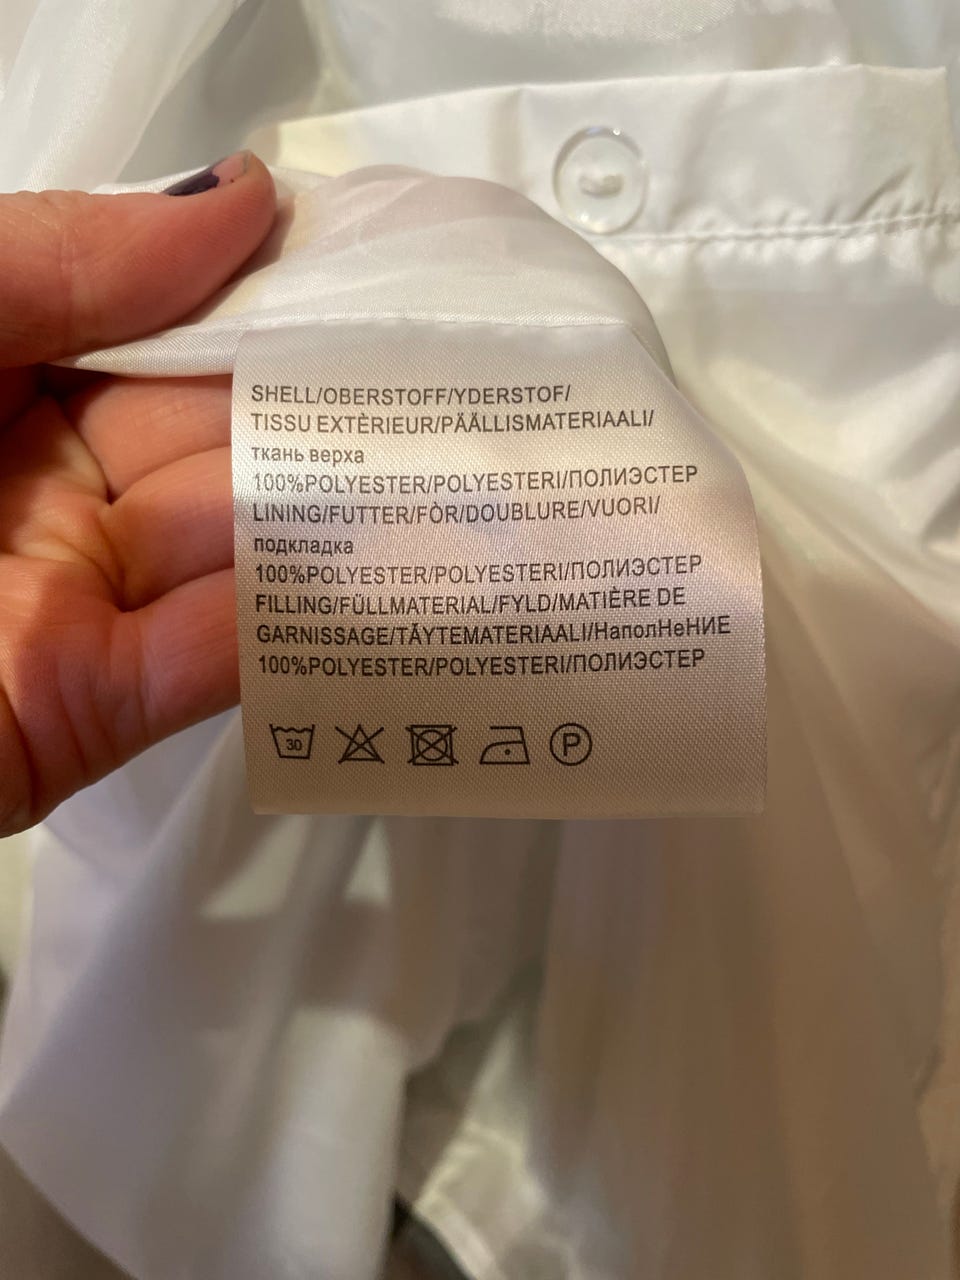 SHELL/OBERSTOFF/YDERSTOF/
TISSU EXTÈRIEUR/PÄÄLLISMATERIAALI/
ткань верха
100%POLYESTER/POLYESTERI/ПОЛИЭСТЕР
LINING/FUTTER/FÒR/DOUBLURE/VUORI/
подкладка
100%POLYESTER/POLYESTERI/ПОЛИЭСТЕР
FILLING/FÜLLMATERIAL/FYLD/MATIÈRE DE
GARNISSAGE/TÄYTEMATERIAALI/НаполНеНИЕ
100%POLYESTER/POLYESTERI/ПОЛИЭСТЕР
30 P